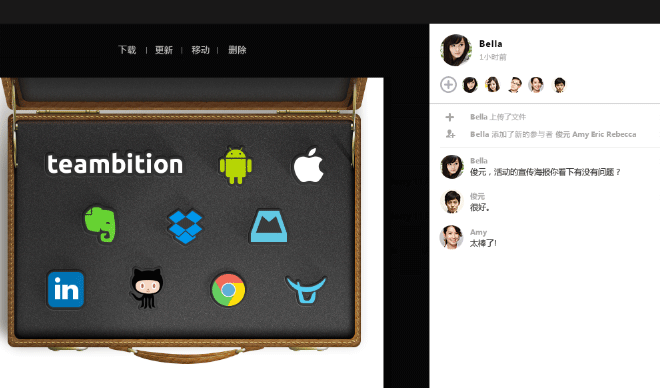 下载 | 更新 | 移动 | 删除
teambition
in
Bella
1小时前
Bella 上传了文件
Bella 添加了新的参与者 俊元 Amy Eric Rebecca
Bella
俊元，活动的宣传海报你看下有没有问题？
俊元
很好。
Amy
太棒了!